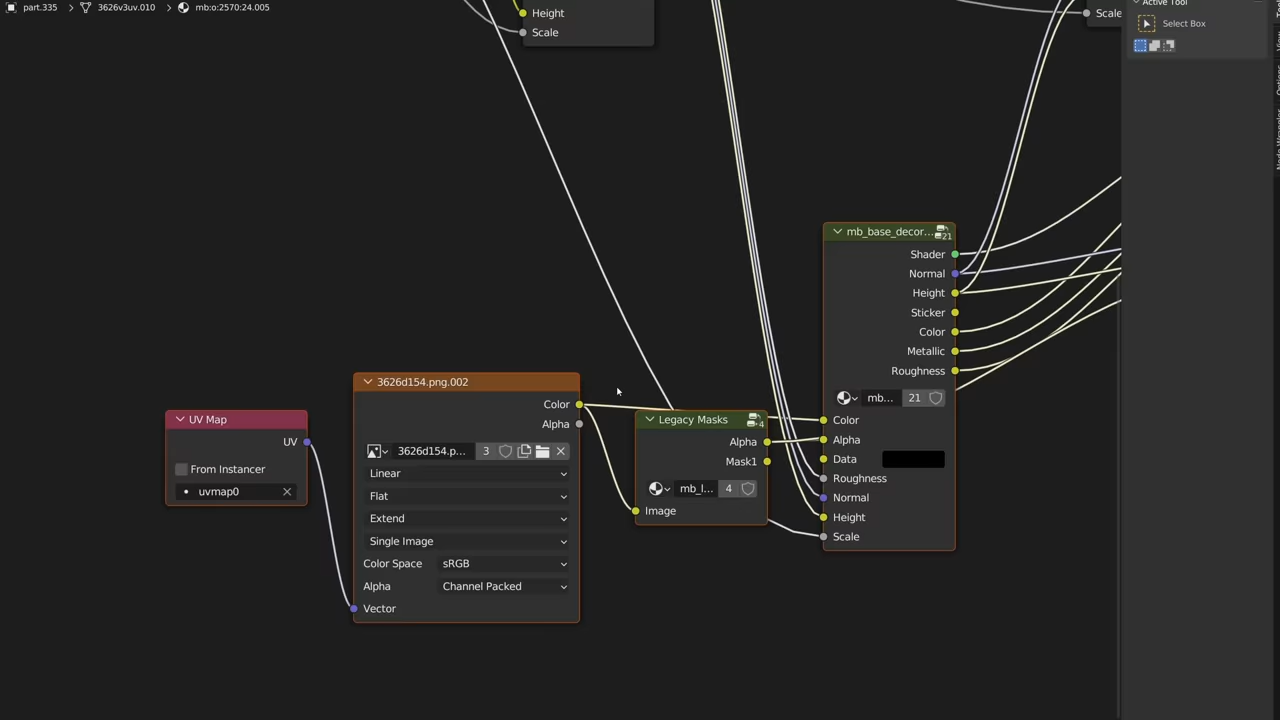 part.335 3626v3uv.010 mb:o:2570:24.005
Height
Scale
Scale
Active Tool
Select Box
mb_base_decor... 21
Shader
Normal
Height
Sticker
Color
Metallic
Roughness
mb... 21
Color
Alpha
Data
Roughness
Normal
Height
Scale
UV Map
UV
From Instancer
uvmap0
3626d154.png.002
Color
Alpha
3626d154.p... 3
Linear
Flat
Extend
Single Image
Color Space sRGB
Alpha Channel Packed
Vector
Legacy Masks 4
Alpha
Mask1
mb_l... 4
Image